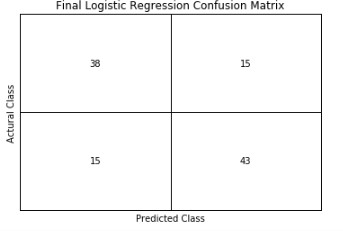 Final Logistic Regression Confusion Matrix
38 15
Actural Class
15 43
Predicted Class